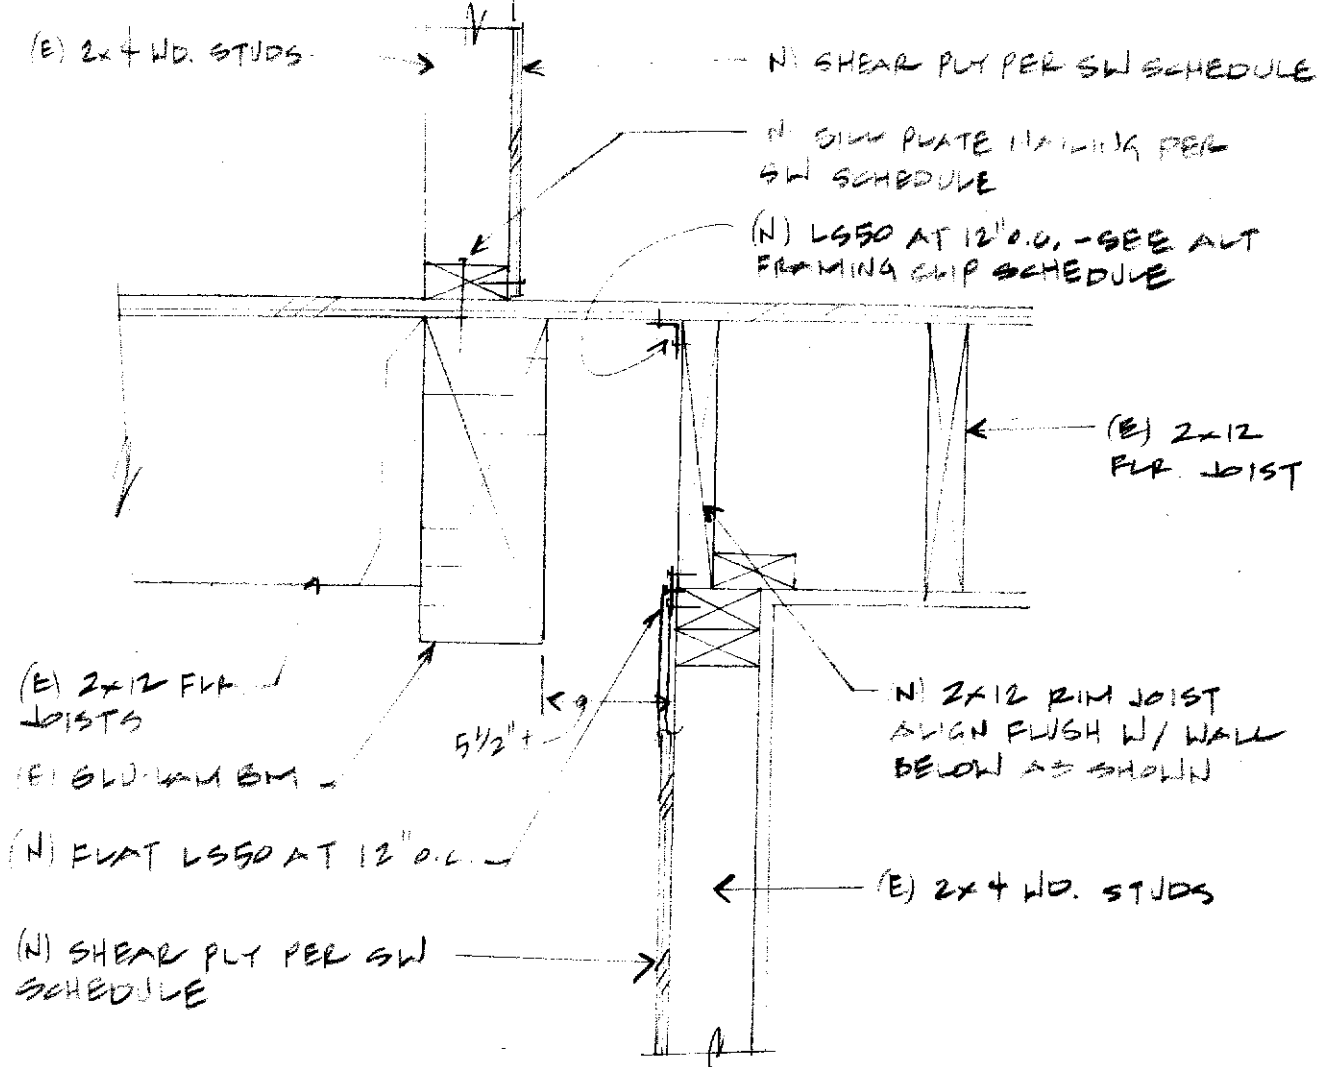 (E) 2x4 WD. STUDS
N) SHEAR PLY PER SW SCHEDULE
N SILL PLATE NAILING PER
SW SCHEDULE
(N) LS50 AT 12" O.C. - SEE ALT
FRAMING CLIP SCHEDULE
(E) 2x12
FLR. JOIST
(E) 2x12 FLR
JOISTS
5 1/2" +
(E) GLU-LAM BM
N) 2x12 RIM JOIST
ALIGN FLUSH W/ WALL
BELOW AS SHOWN
(N) FLAT LS50 AT 12" O.C.
(E) 2x4 WD. STUDS
(N) SHEAR PLY PER SW
SCHEDULE